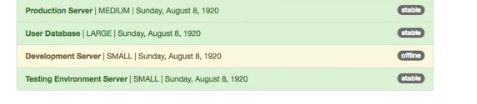 Production Server | MEDIUM | Sunday, August 8, 1920 stable
User Database | LARGE | Sunday, August 8, 1920 stable
Development Server | SMALL | Sunday, August 8, 1920 offline
Testing Environment Server | SMALL | Sunday, August 8, 1920 stable